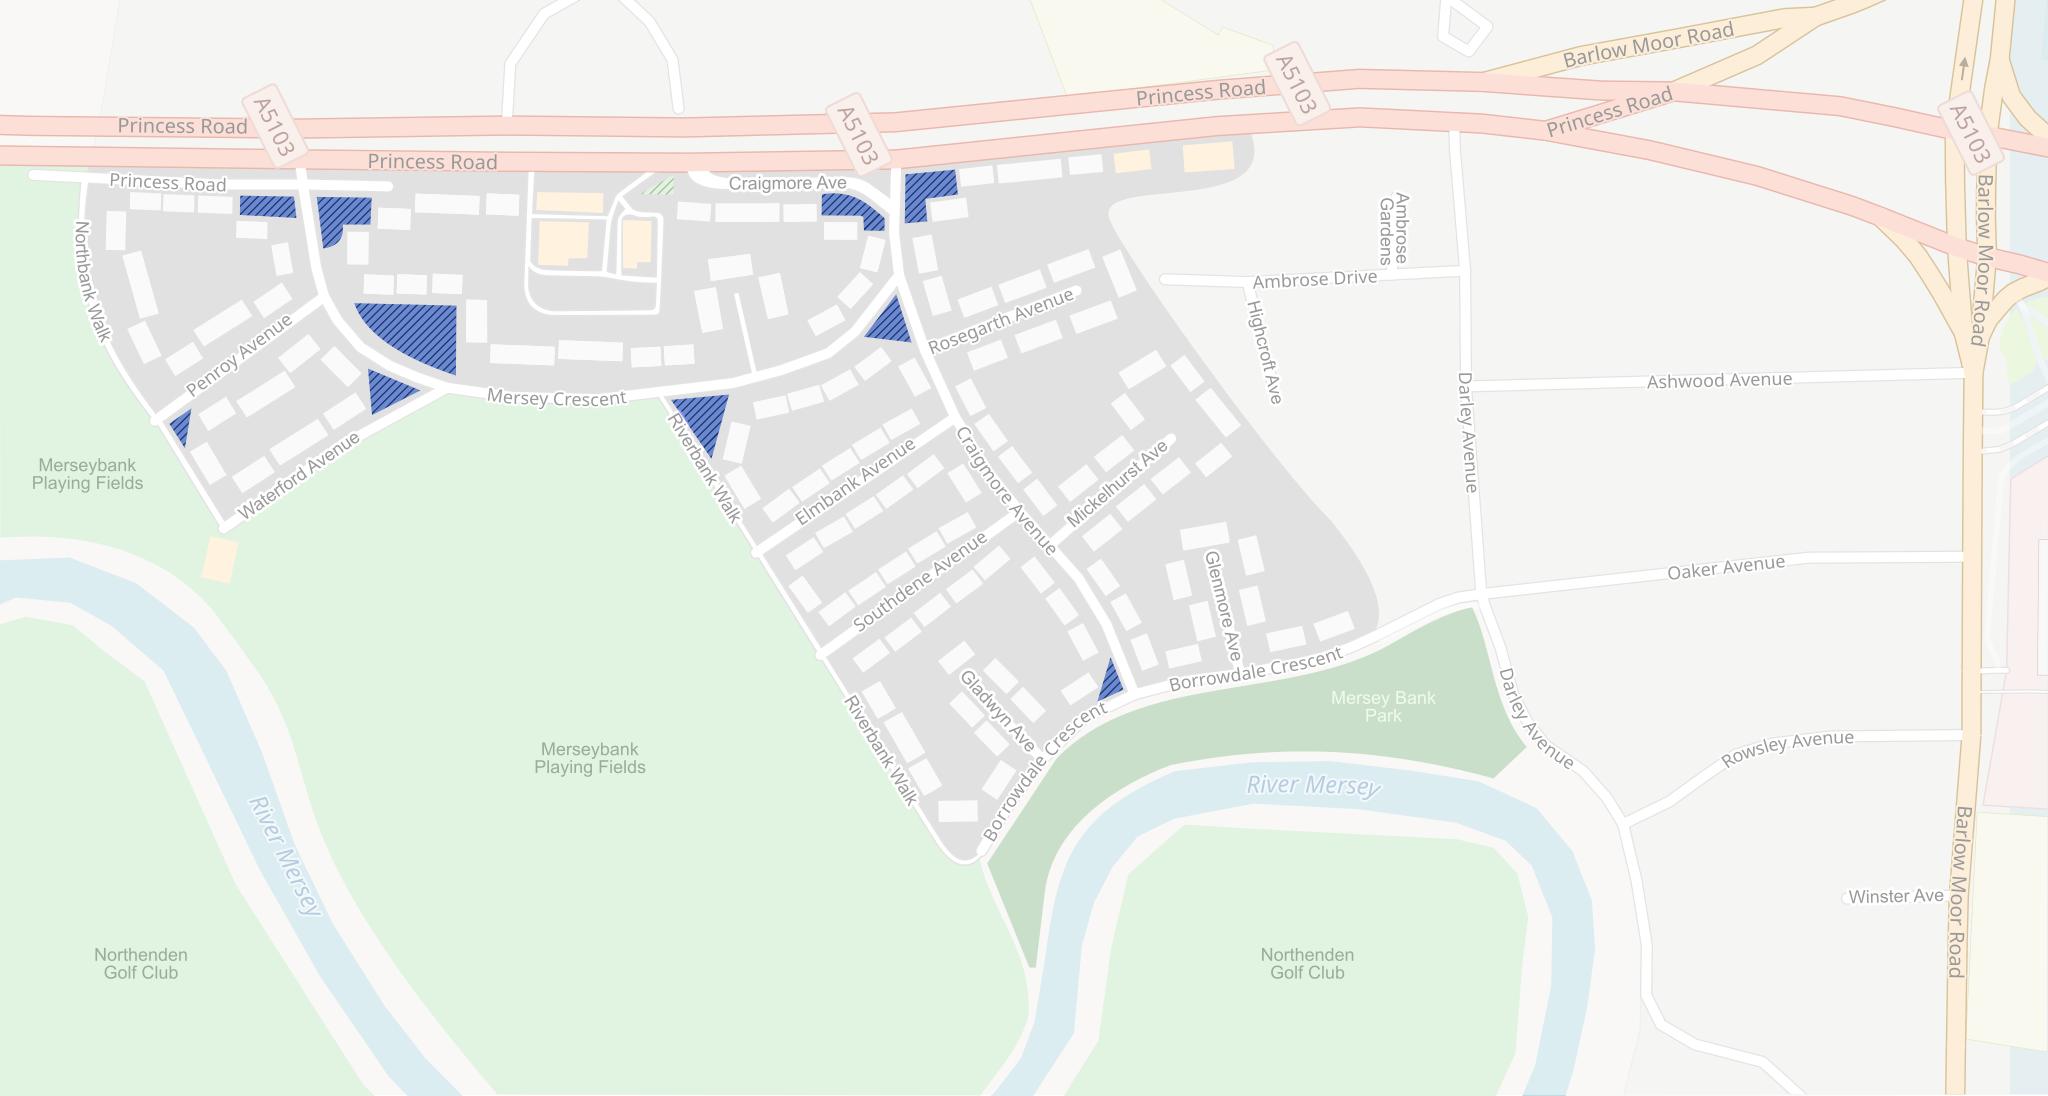 Barlow Moor Road
A5103
Princess Road
A5103
Princess Road
A5103
Princess Road
A5103
Princess Road
Princess Road
Craigmore Ave
Barlow Moor Road
Northbank Walk
Ambrose
Gardens
Ambrose Drive
Highcroft Ave
Rosegarth Avenue
Penroy Avenue
Mersey Crescent
Ashwood Avenue
Darley Avenue
Riverbank Walk
Waterford Avenue
Merseybank
Playing Fields
Elmbank Avenue
Craigmore Avenue
Mickelhurst Ave
Southdene Avenue
Glenmore Ave
Oaker Avenue
Borrowdale Crescent
Gladwyn Ave
Mersey Bank
Park
Darley Avenue
Rowsley Avenue
Riverbank Walk
Borrowdale Crescent
Merseybank
Playing Fields
River Mersey
River Mersey
Barlow Moor Road
Winster Ave
Northenden
Golf Club
Northenden
Golf Club